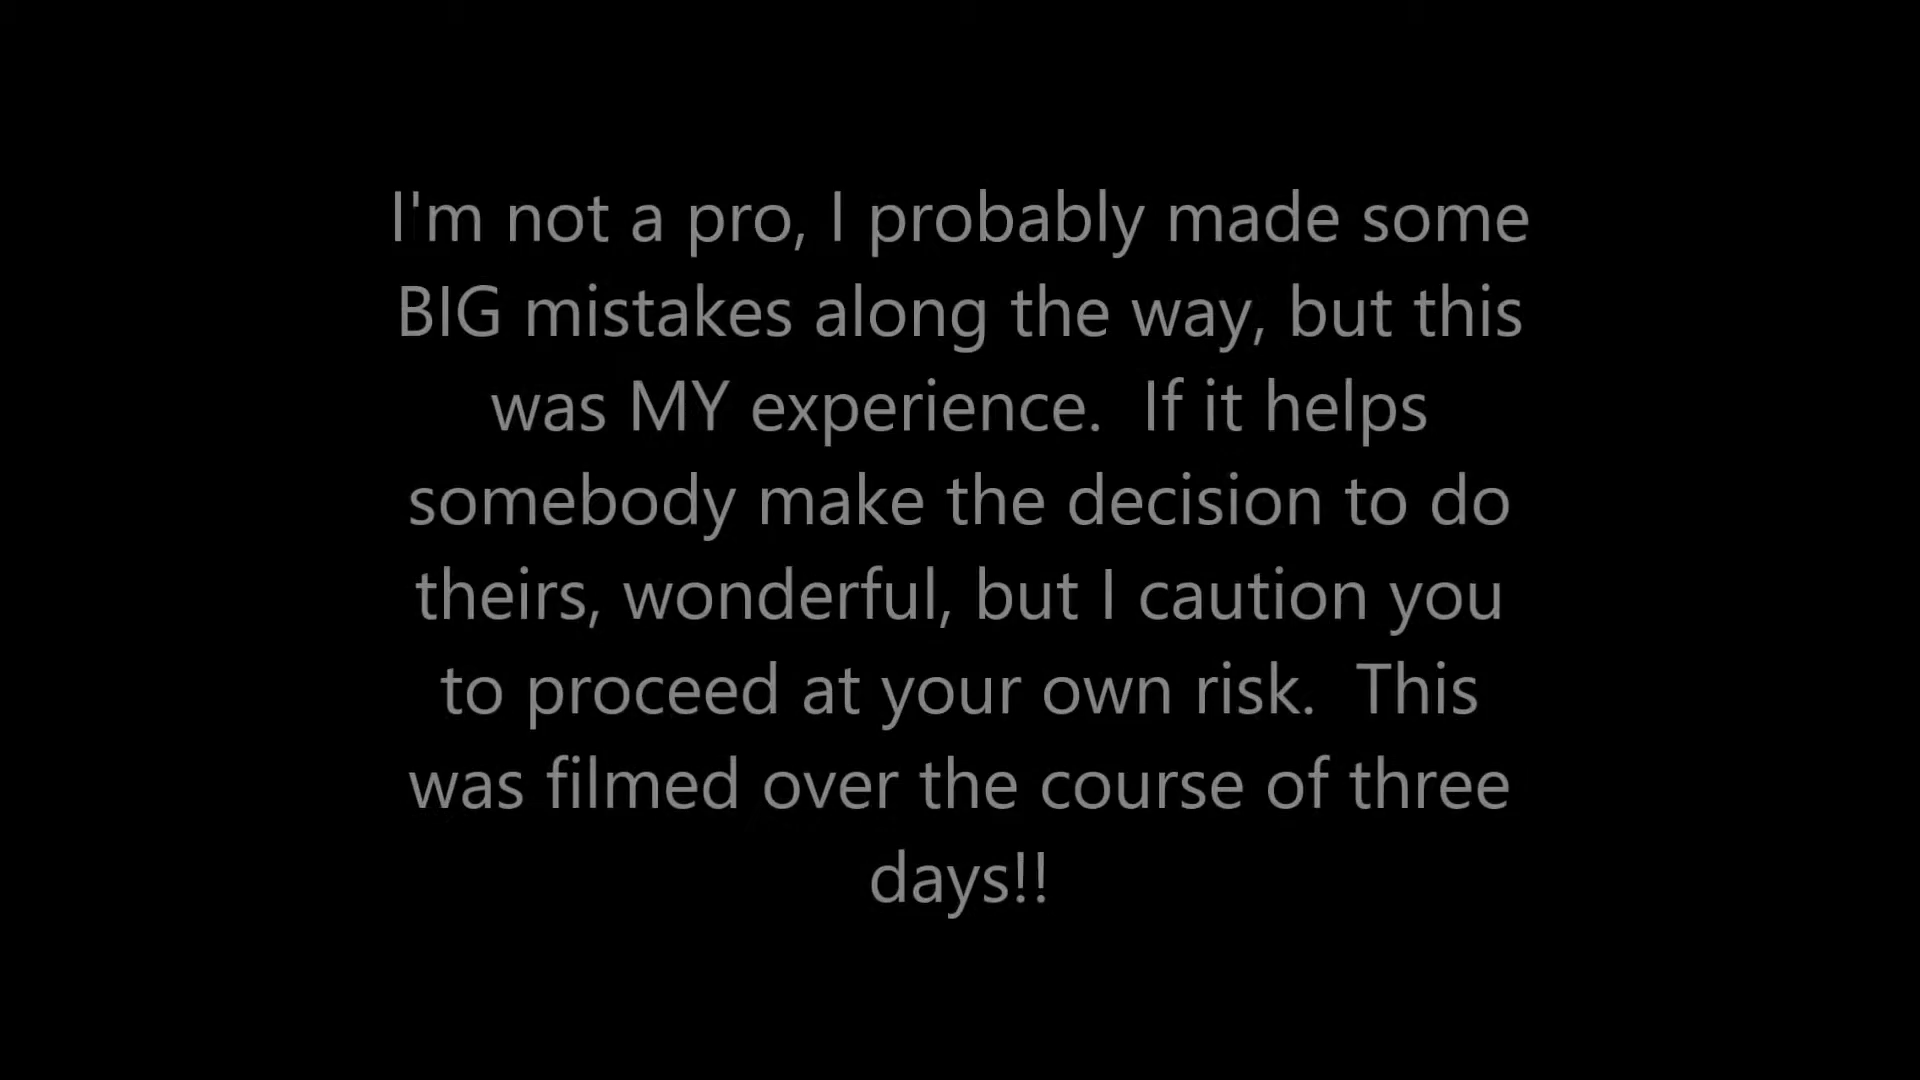 I'm not a pro, I probably made some
BIG mistakes along the way, but this
was MY experience.  If it helps
somebody make the decision to do
theirs, wonderful, but I caution you
to proceed at your own risk.  This
was filmed over the course of three
days!!